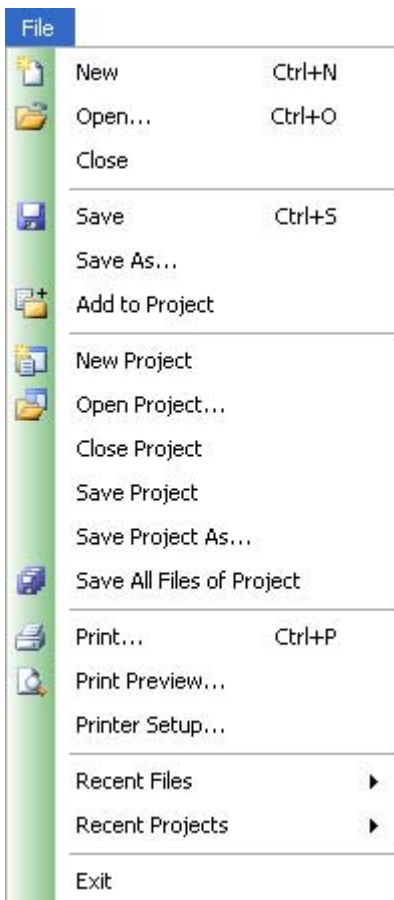 File
New Ctrl+N
Open... Ctrl+O
Close
Save Ctrl+S
Save As...
Add to Project
New Project
Open Project...
Close Project
Save Project
Save Project As...
Save All Files of Project
Print... Ctrl+P
Print Preview...
Printer Setup...
Recent Files
Recent Projects
Exit